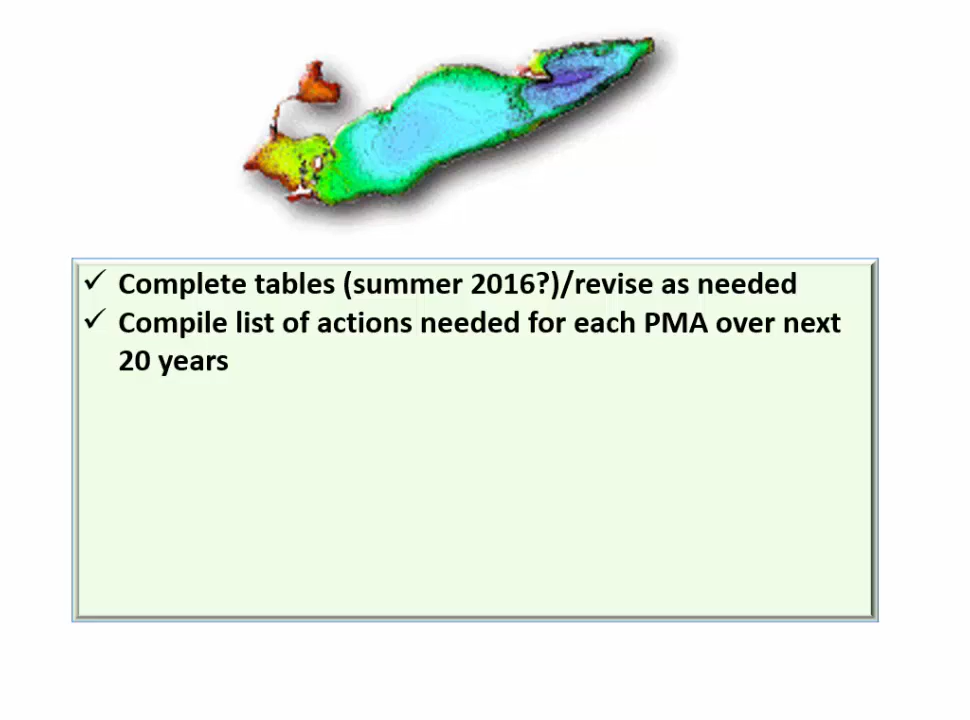 ✓ Complete tables (summer 2016?)/revise as needed
✓ Compile list of actions needed for each PMA over next
20 years